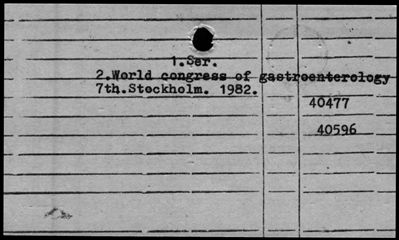 1.Ser.
2.World congress of gastroenterology
7th.Stockholm. 1982.
40477
40596